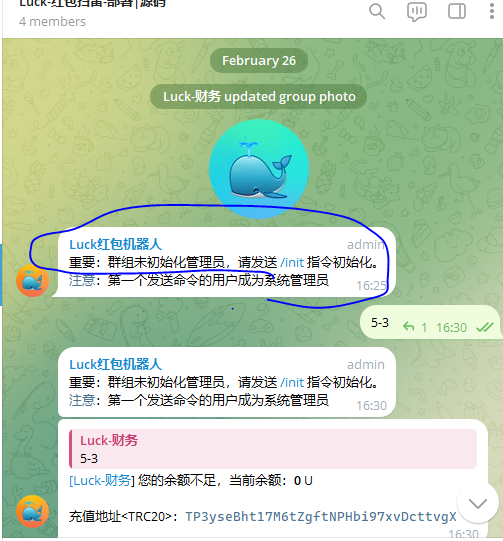 Luck-红包扫雷-部署|源码
4 members
February 26
Luck-财务 updated group photo
Luck红包机器人 admin
重要：群组未初始化管理员，请发送 /init 指令初始化。
注意：第一个发送命令的用户成为系统管理员
16:25
5-3 1 16:30
Luck红包机器人 admin
重要：群组未初始化管理员，请发送 /init 指令初始化。
注意：第一个发送命令的用户成为系统管理员
16:30
Luck-财务
5-3
[Luck-财务] 您的余额不足，当前余额：0 U
充值地址<TRC20>：TP3yseBht17M6tZgftNPHbi97xvDcttvgX
16:30